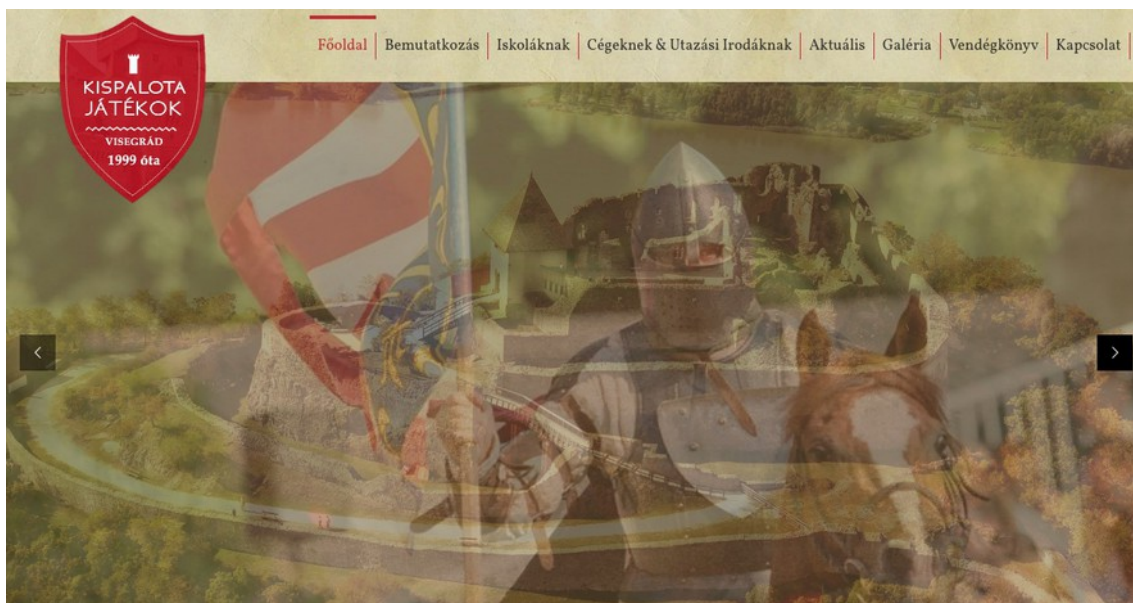 Főoldal
Bemutatkozás
Iskoláknak
Cégeknek & Utazási Irodáknak
Aktuális
Galéria
Vendégkönyv
Kapcsolat
KISPALOTA
JÁTÉKOK
VISEGRÁD
1999 óta